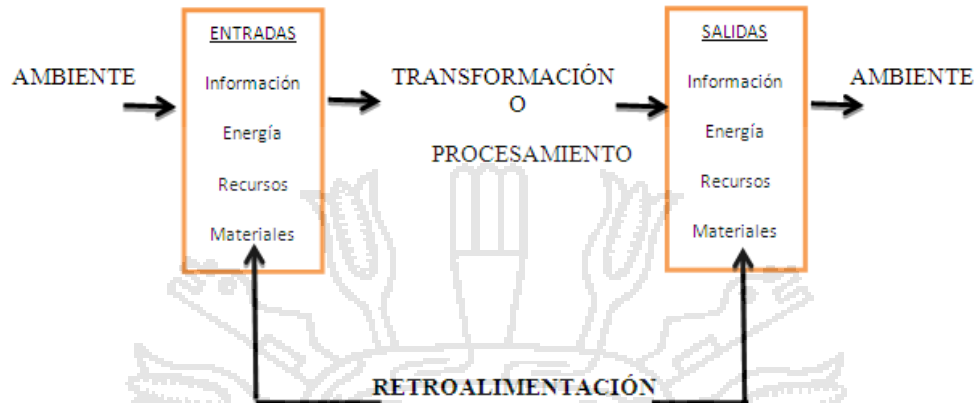 AMBIENTE
ENTRADAS
Información
Energía
Recursos
Materiales
TRANSFORMACIÓN
O
PROCESAMIENTO
SALIDAS
Información
Energía
Recursos
Materiales
AMBIENTE
RETROALIMENTACIÓN